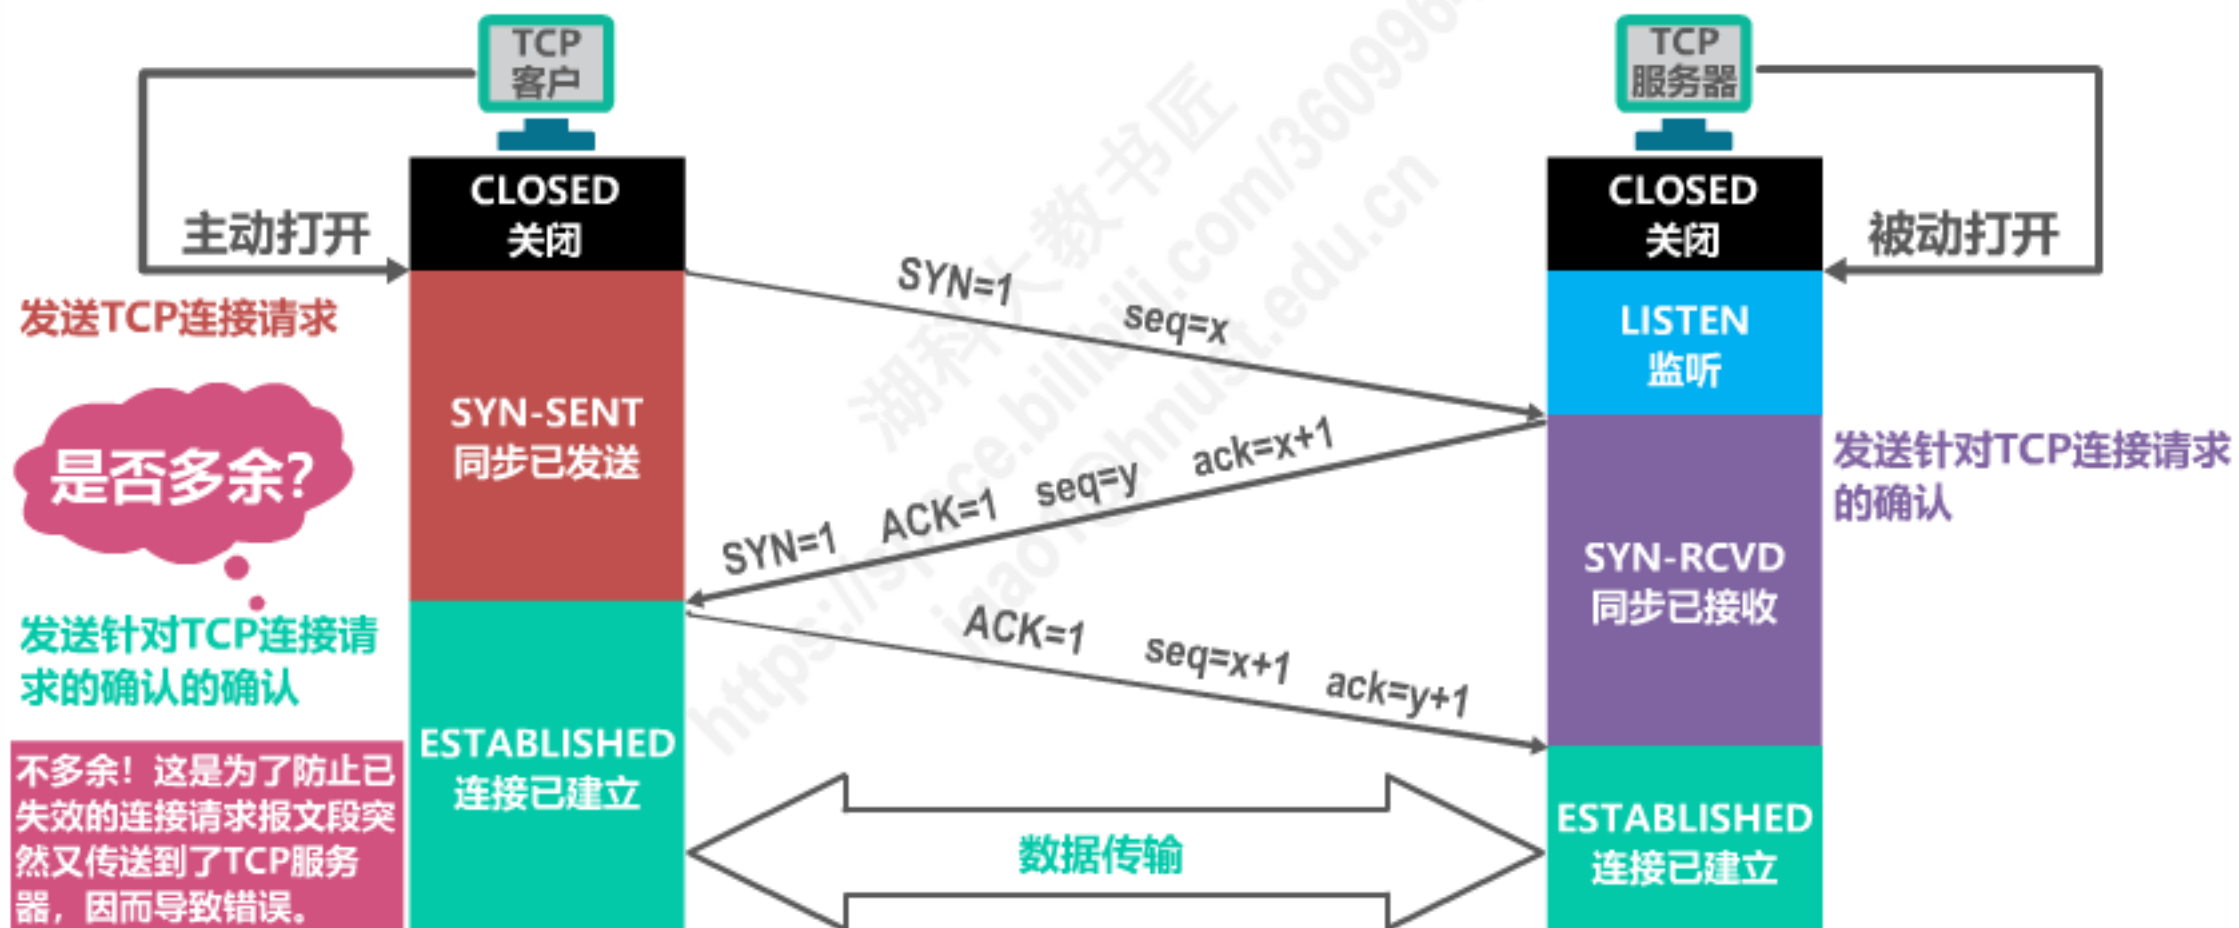 TCP
客户
TCP
服务器
CLOSED
关闭
CLOSED
关闭
主动打开
被动打开
发送TCP连接请求
SYN=1 seq=x
LISTEN
监听
SYN-SENT
同步已发送
是否多余?
SYN=1 ACK=1 seq=y ack=x+1
发送针对TCP连接请求
的确认
SYN-RCVD
同步已接收
发送针对TCP连接请
求的确认的确认
ACK=1 seq=x+1 ack=y+1
ESTABLISHED
连接已建立
不多余！这是为了防止已
失效的连接请求报文段突
然又传送到了TCP服务
器，因而导致错误。
数据传输
ESTABLISHED
连接已建立
湖科大教书匠